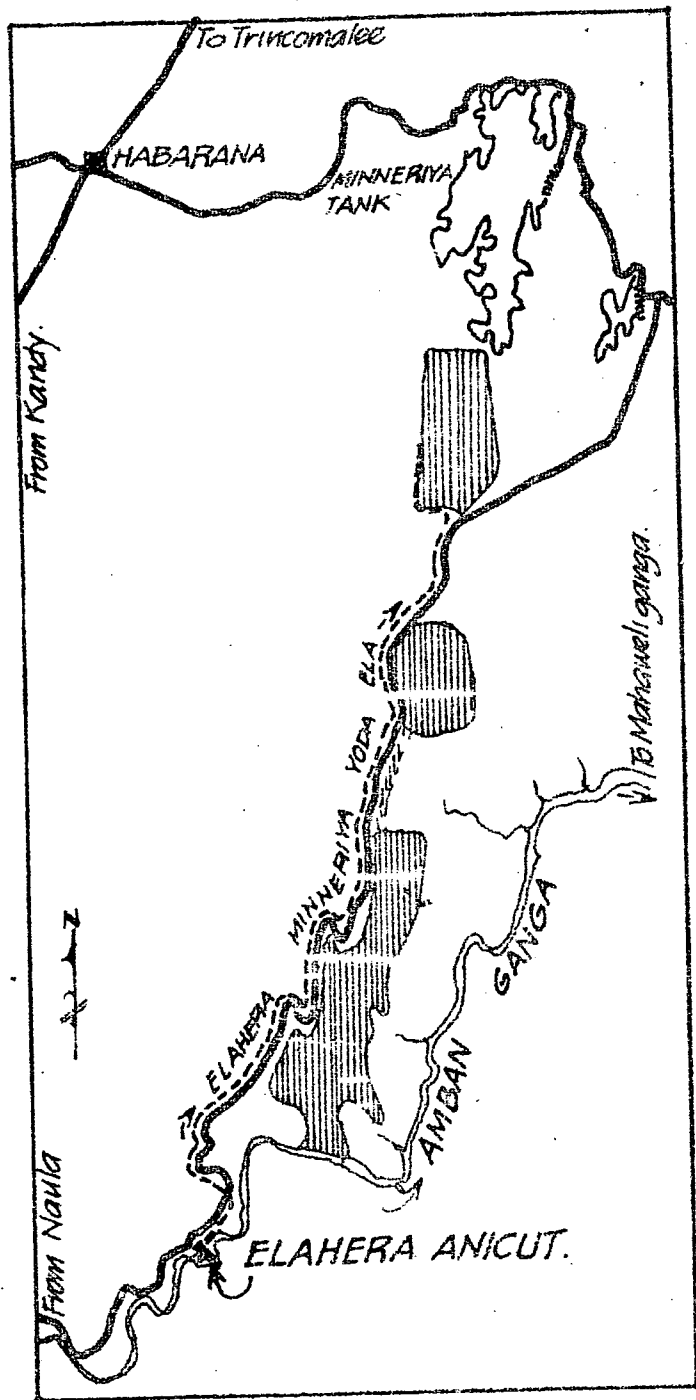 To Trincomalee
HABARANA
MINNERIYA
TANK
From Kandy.
To Mahaweli ganga.
ELAHERA MINNERIYA YODA ELA
AMBAN GANGA
N
From Naula
ELAHERA ANICUT.